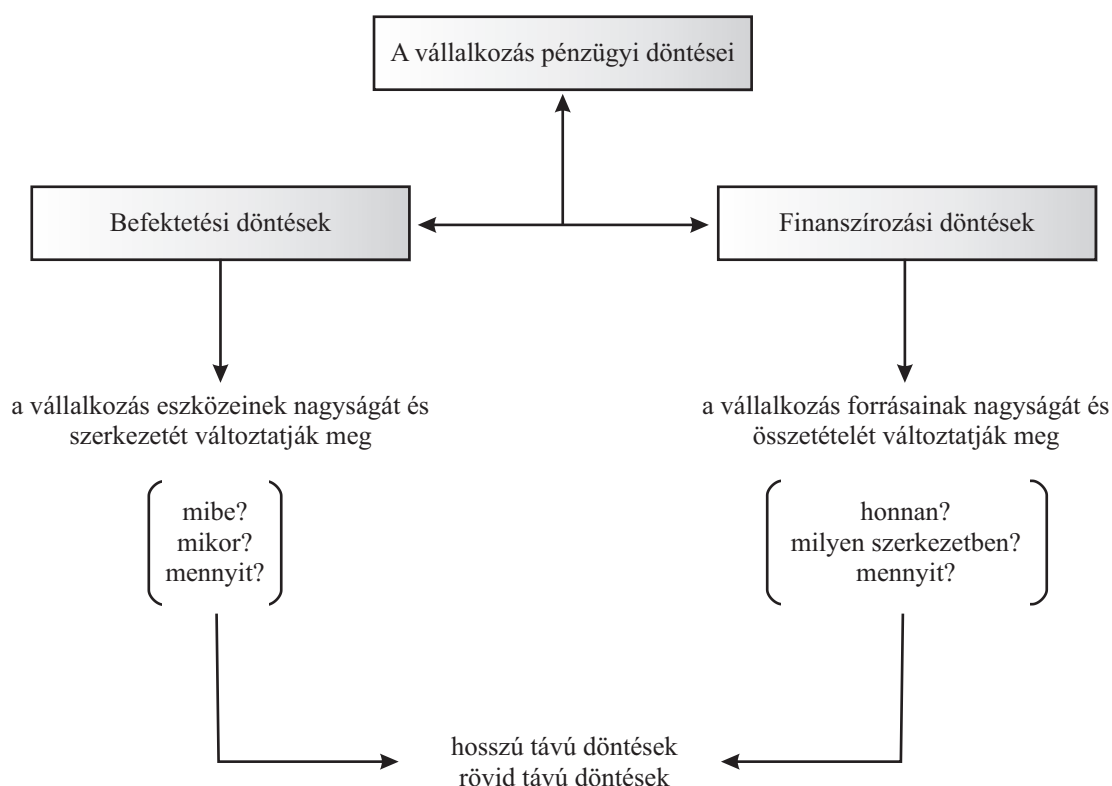 A vállalkozás pénzügyi döntései
Befektetési döntések
Finanszírozási döntések
a vállalkozás eszközeinek nagyságát és
szerkezetét változtatják meg
a vállalkozás forrásainak nagyságát és
összetételét változtatják meg
mibe?
mikor?
mennyit?
honnan?
milyen szerkezetben?
mennyit?
hosszú távú döntések
rövid távú döntések